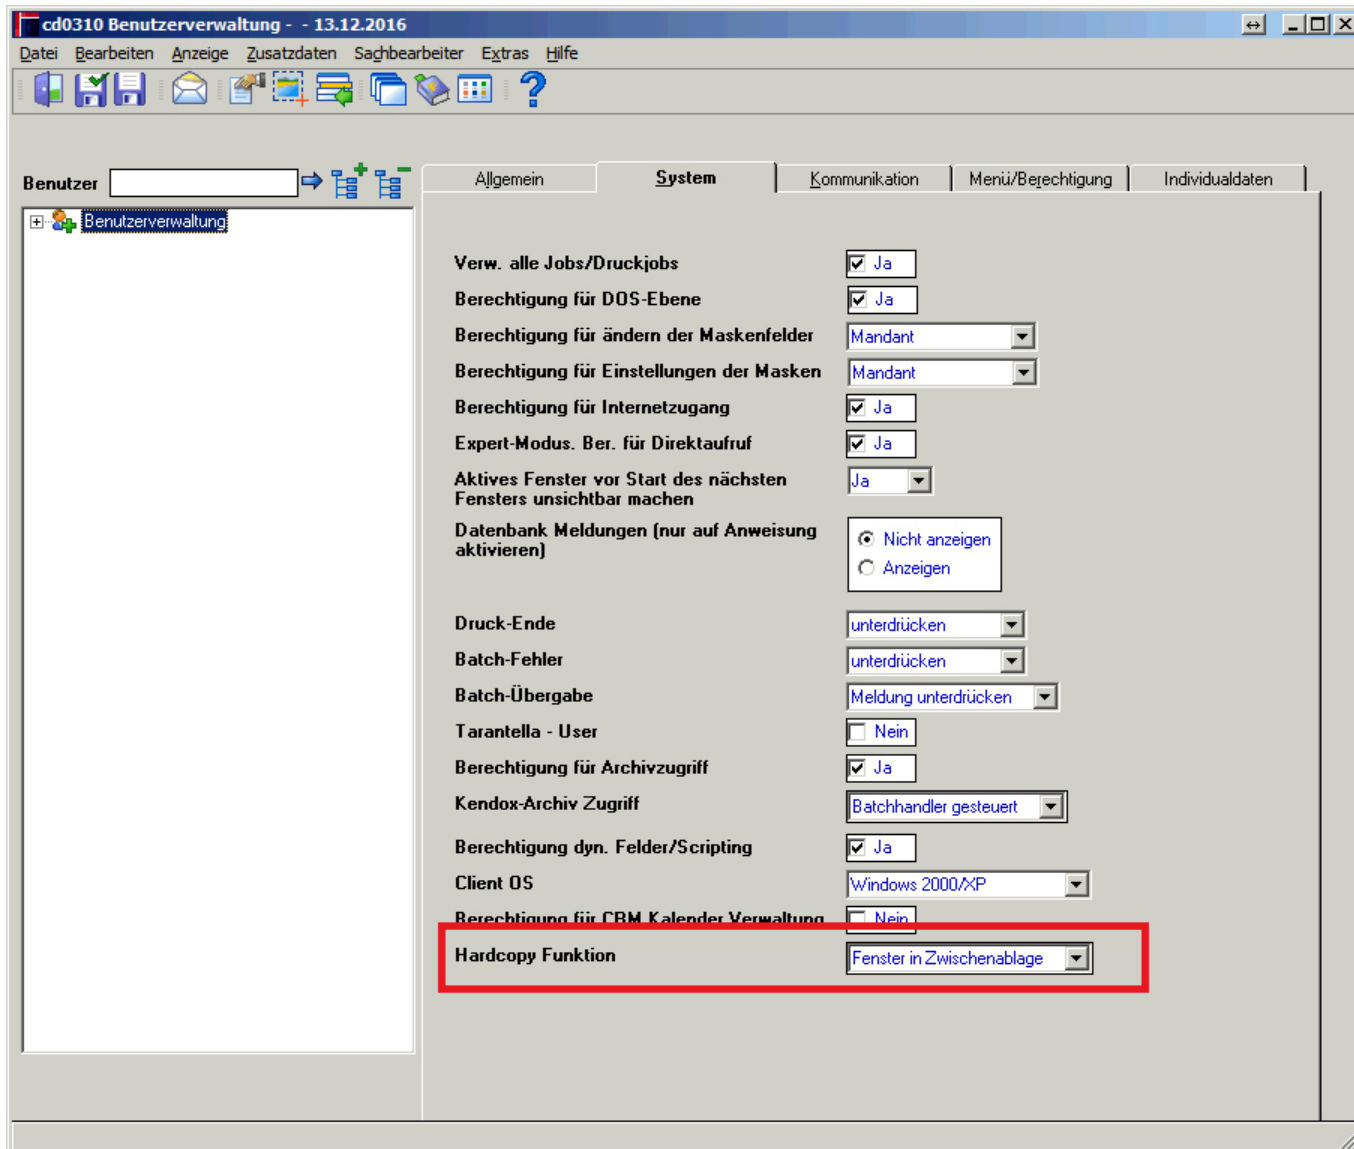 cd0310 Benutzerverwaltung - - 13.12.2016
Datei Bearbeiten Anzeige Zusatzdaten Sachbearbeiter Extras Hilfe
Benutzer
Allgemein System Kommunikation Menü/Berechtigung Individualdaten
Benutzerverwaltung
Verw. alle Jobs/Druckjobs Ja
Berechtigung für DOS-Ebene Ja
Berechtigung für ändern der Maskenfelder Mandant
Berechtigung für Einstellungen der Masken Mandant
Berechtigung für Internetzugang Ja
Expert-Modus. Ber. für Direktaufruf Ja
Aktives Fenster vor Start des nächsten Ja
Fensters unsichtbar machen
Datenbank Meldungen (nur auf Anweisung Nicht anzeigen
aktivieren)
Anzeigen
Druck-Ende unterdrücken
Batch-Fehler unterdrücken
Batch-Übergabe Meldung unterdrücken
Tarantella - User Nein
Berechtigung für Archivzugriff Ja
Kendox-Archiv Zugriff Batchhandler gesteuert
Berechtigung dyn. Felder/Scripting Ja
Client OS Windows 2000/XP
Berechtigung für CRM Kalender Verwaltung Nein
Hardcopy Funktion Fenster in Zwischenablage